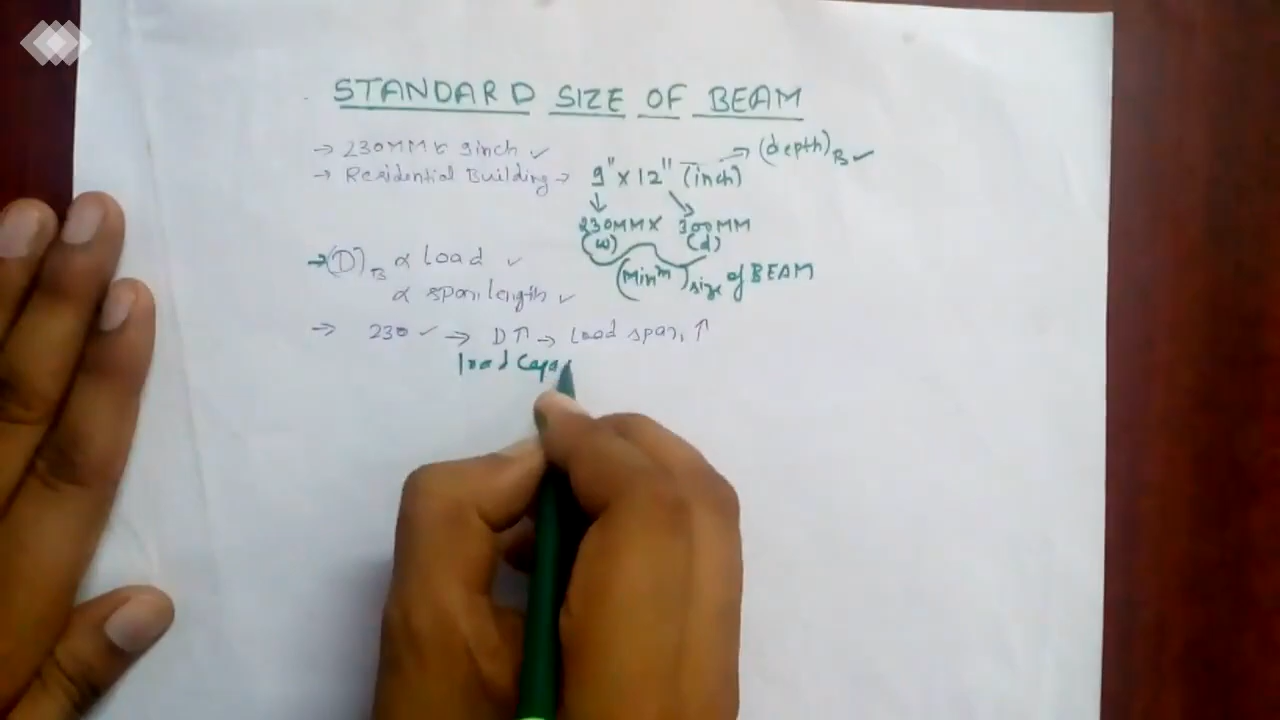 STANDARD SIZE OF BEAM
→ 230MM & 9inch ✓
→ Residential Building →
9" x 12" (inch) → (depth)B ✓
230MM x 300MM
(w) (d)
(Minm) size of BEAM
→ (D)B ∝ load ✓
∝ span, length ✓
→ 230 ✓ → D↑ → Load span, ↑
load Capa